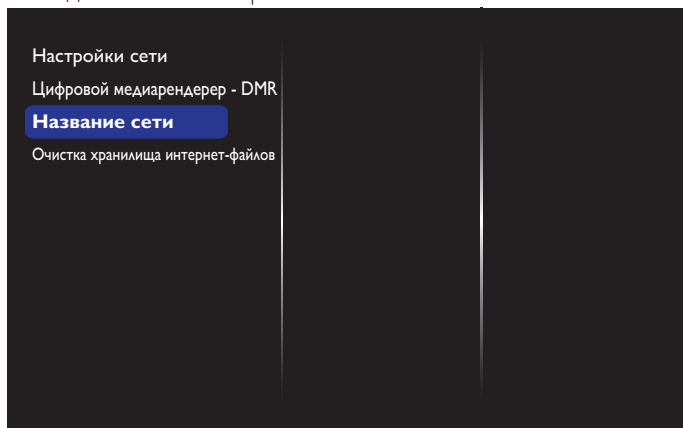 Настройки сети
Цифровой медиарендерер - DMR
Название сети
Очистка хранилища интернет-файлов